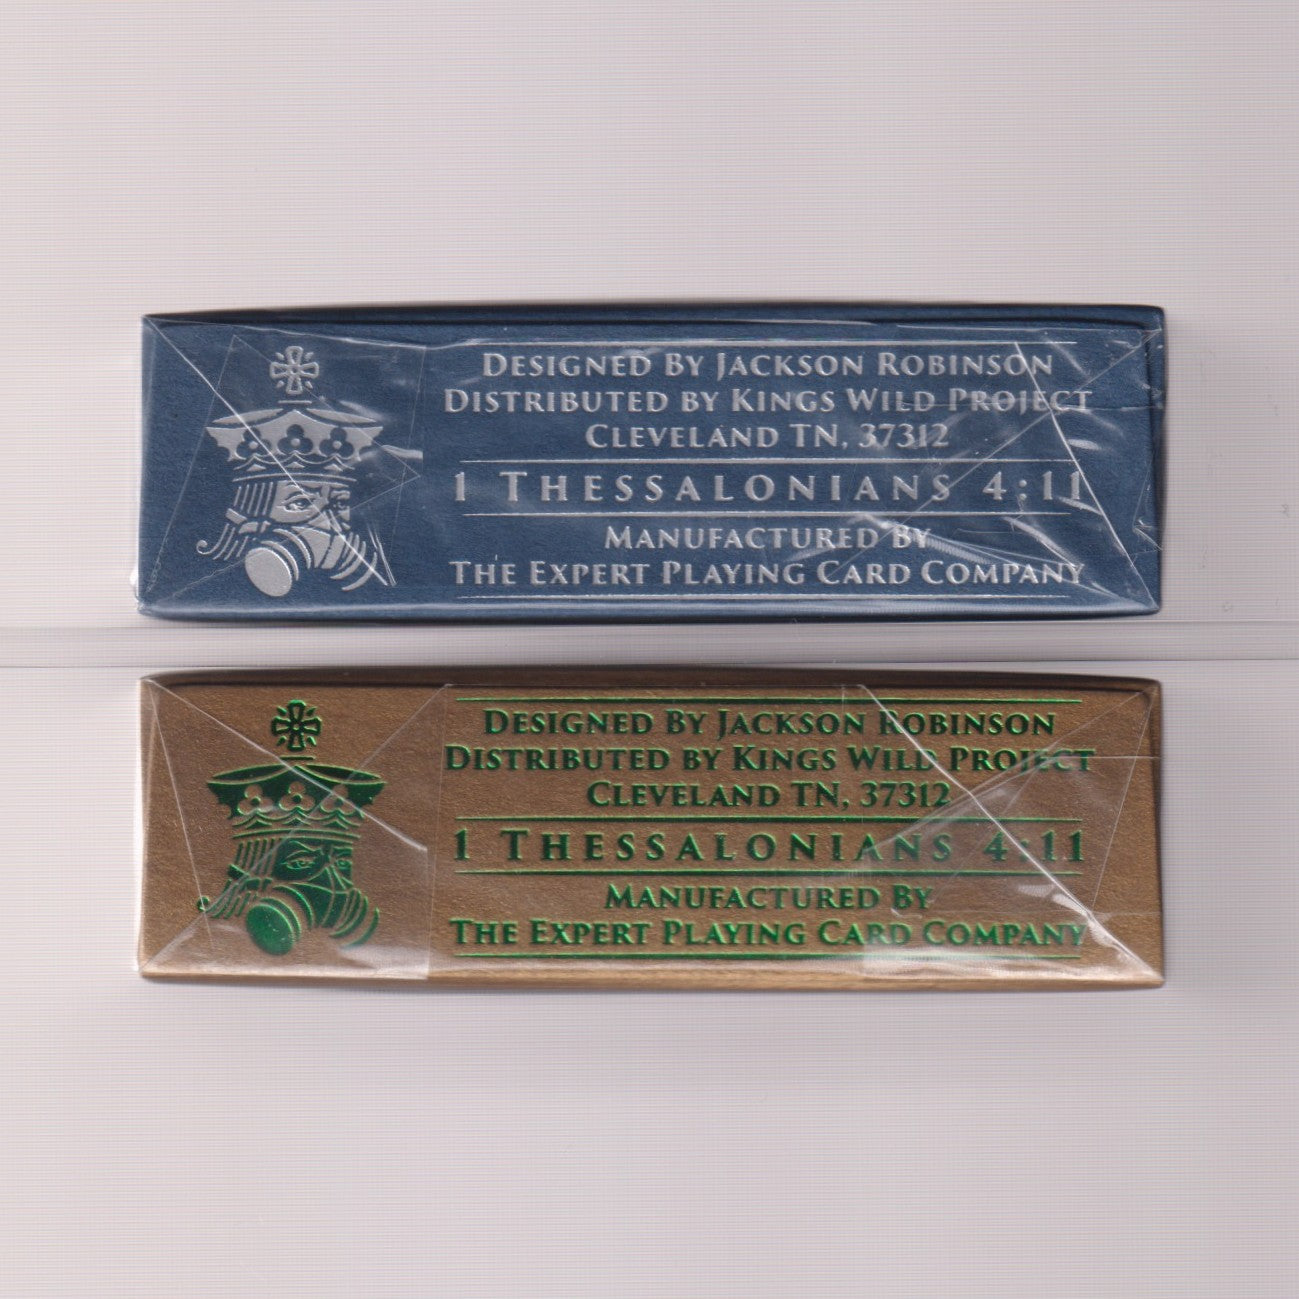 Designed By Jackson Robinson
Distributed by Kings Wild Project
Cleveland TN, 37312
1 Thessalonians 4:11
Manufactured By
The Expert Playing Card Company
Designed By Jackson Robinson
Distributed by Kings Wild Project
Cleveland TN, 37312
1 Thessalonians 4:11
Manufactured By
The Expert Playing Card Company